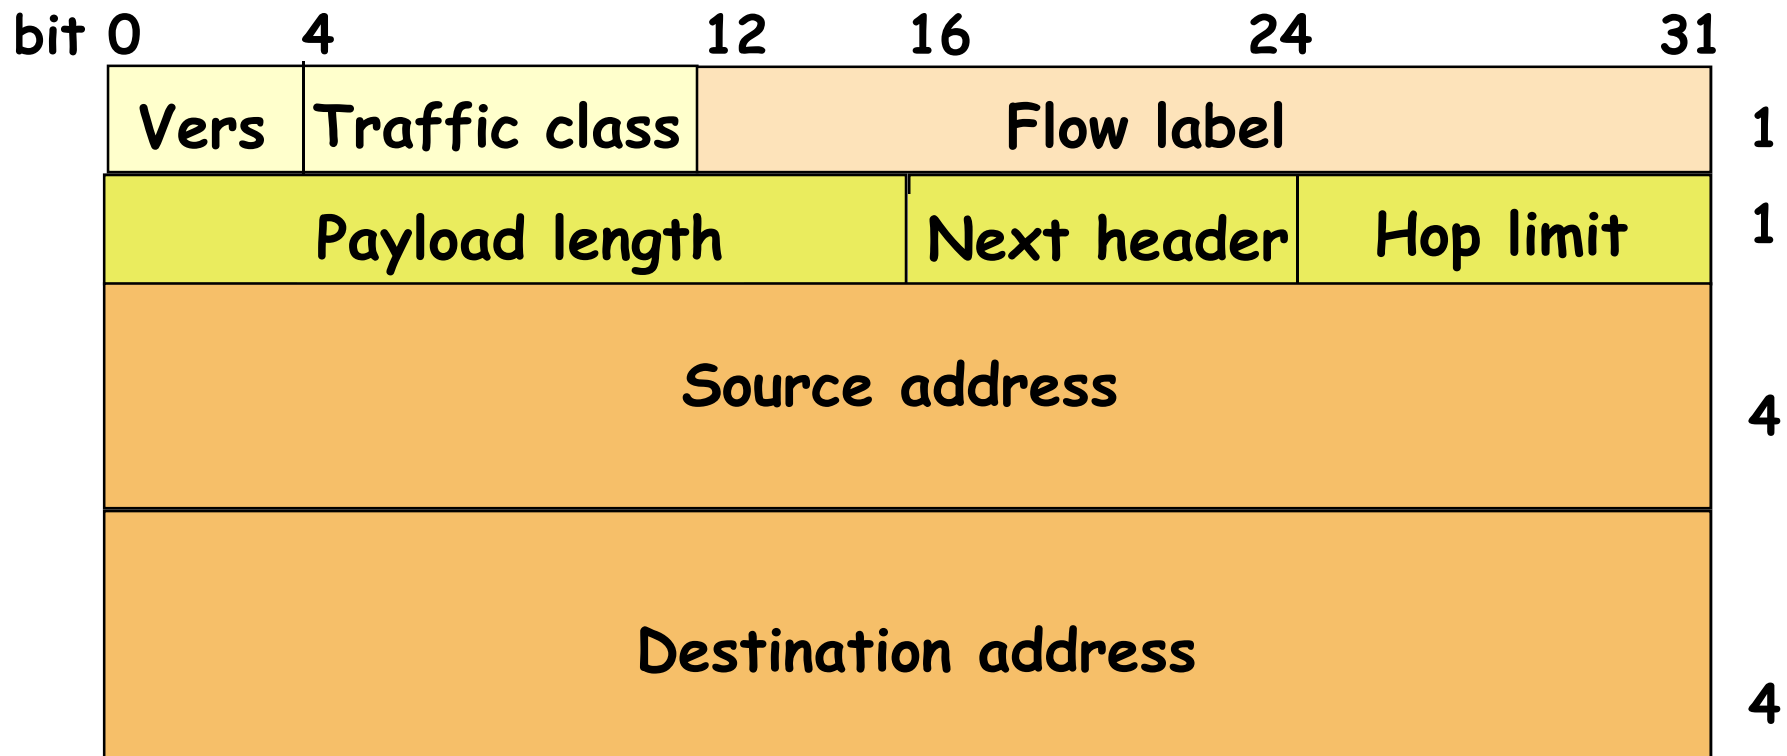 bit 0 4 12 16 24 31
Vers Traffic class Flow label 1
Payload length Next header Hop limit 1
Source address
4
Destination address
4